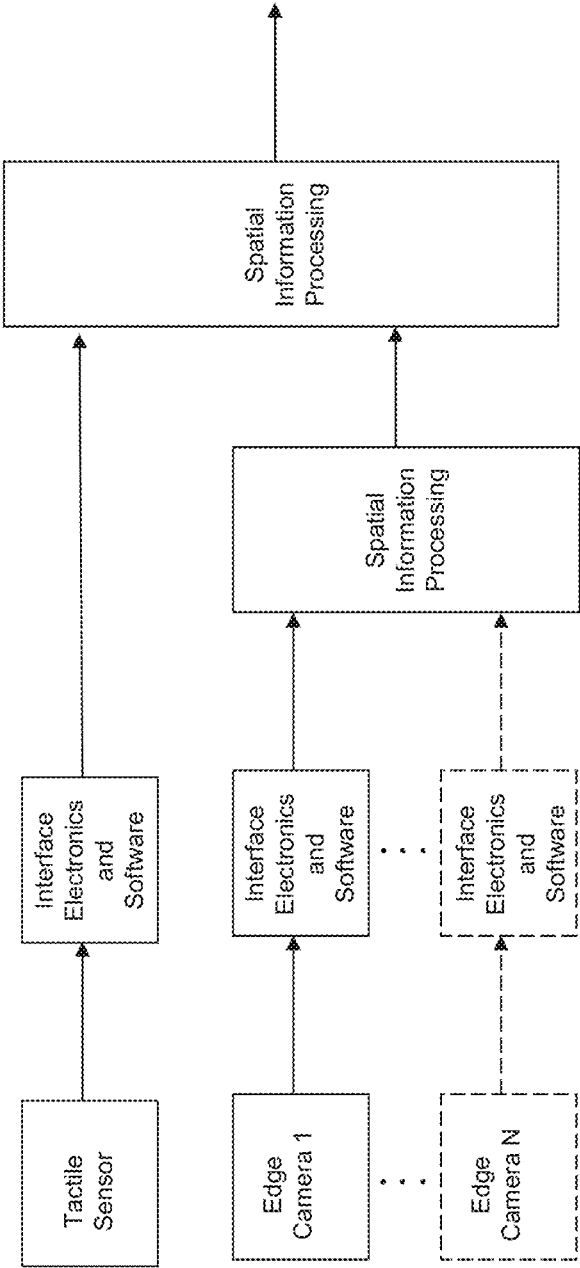 Tactile
Sensor
Interface
Electronics
and
Software
Spatial
Information
Processing
Edge
Camera 1
Interface
Electronics
and
Software
Spatial
Information
Processing
Edge
Camera N
Interface
Electronics
and
Software